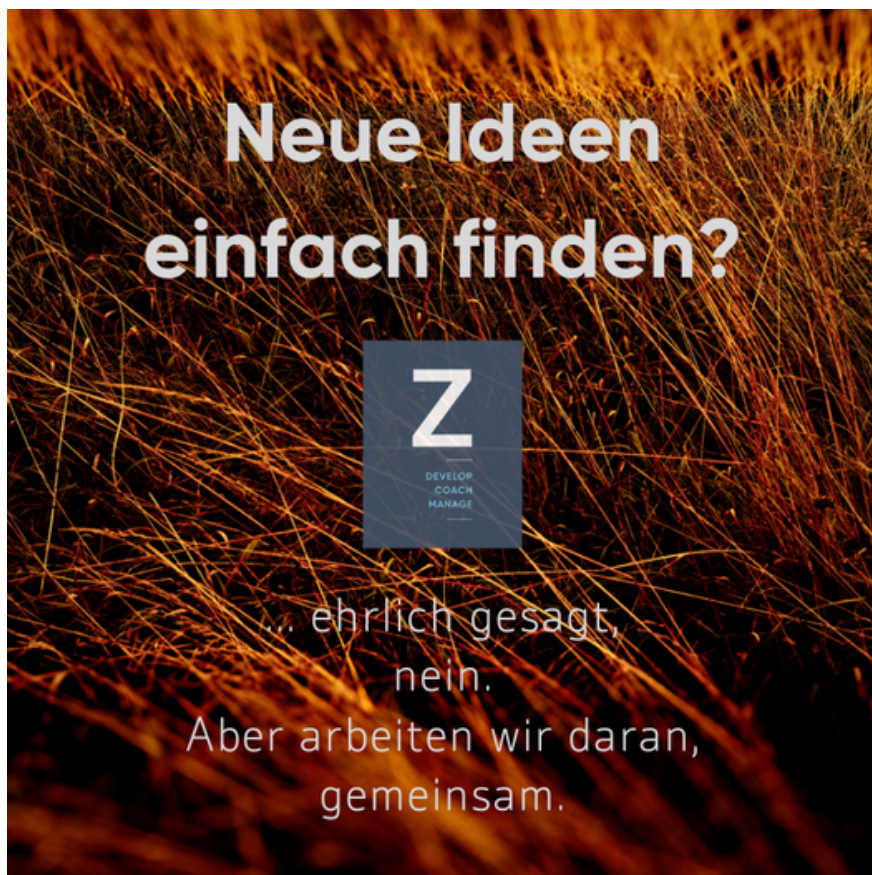 Neue Ideen
einfach finden?
Z
DEVELOP
COACH
MANAGE
... ehrlich gesagt,
nein.
Aber arbeiten wir daran,
gemeinsam.